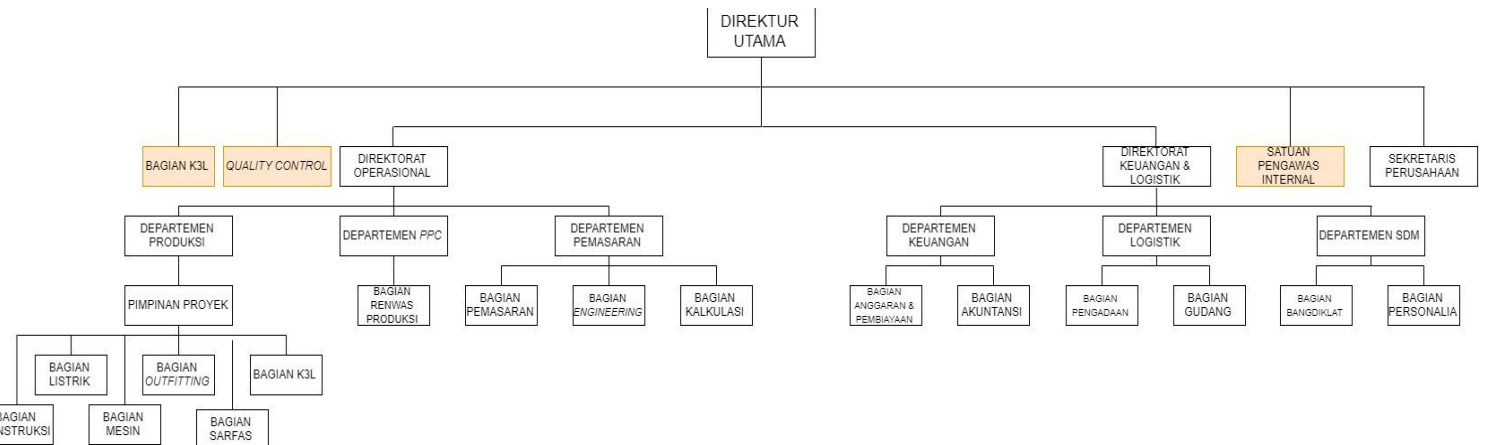 DIREKTUR
UTAMA
BAGIAN K3L
QUALITY CONTROL
DIREKTORAT
OPERASIONAL
DIREKTORAT
KEUANGAN &
LOGISTIK
SATUAN
PENGAWAS
INTERNAL
SEKRETARIS
PERUSAHAAN
DEPARTEMEN
PRODUKSI
DEPARTEMEN PPC
DEPARTEMEN
PEMASARAN
DEPARTEMEN
KEUANGAN
DEPARTEMEN
LOGISTIK
DEPARTEMEN SDM
PIMPINAN PROYEK
BAGIAN
RENWAS
PRODUKSI
BAGIAN
PEMASARAN
BAGIAN
ENGINEERING
BAGIAN
KALKULASI
BAGIAN
ANGGARAN &
PEMBIAYAAN
BAGIAN
AKUNTANSI
BAGIAN
PENGADAAN
BAGIAN
GUDANG
BAGIAN
BANGDIKLAT
BAGIAN
PERSONALIA
BAGIAN
LISTRIK
BAGIAN
OUTFITTING
BAGIAN K3L
BAGIAN
NSTRUKSI
BAGIAN
MESIN
BAGIAN
SARFAS